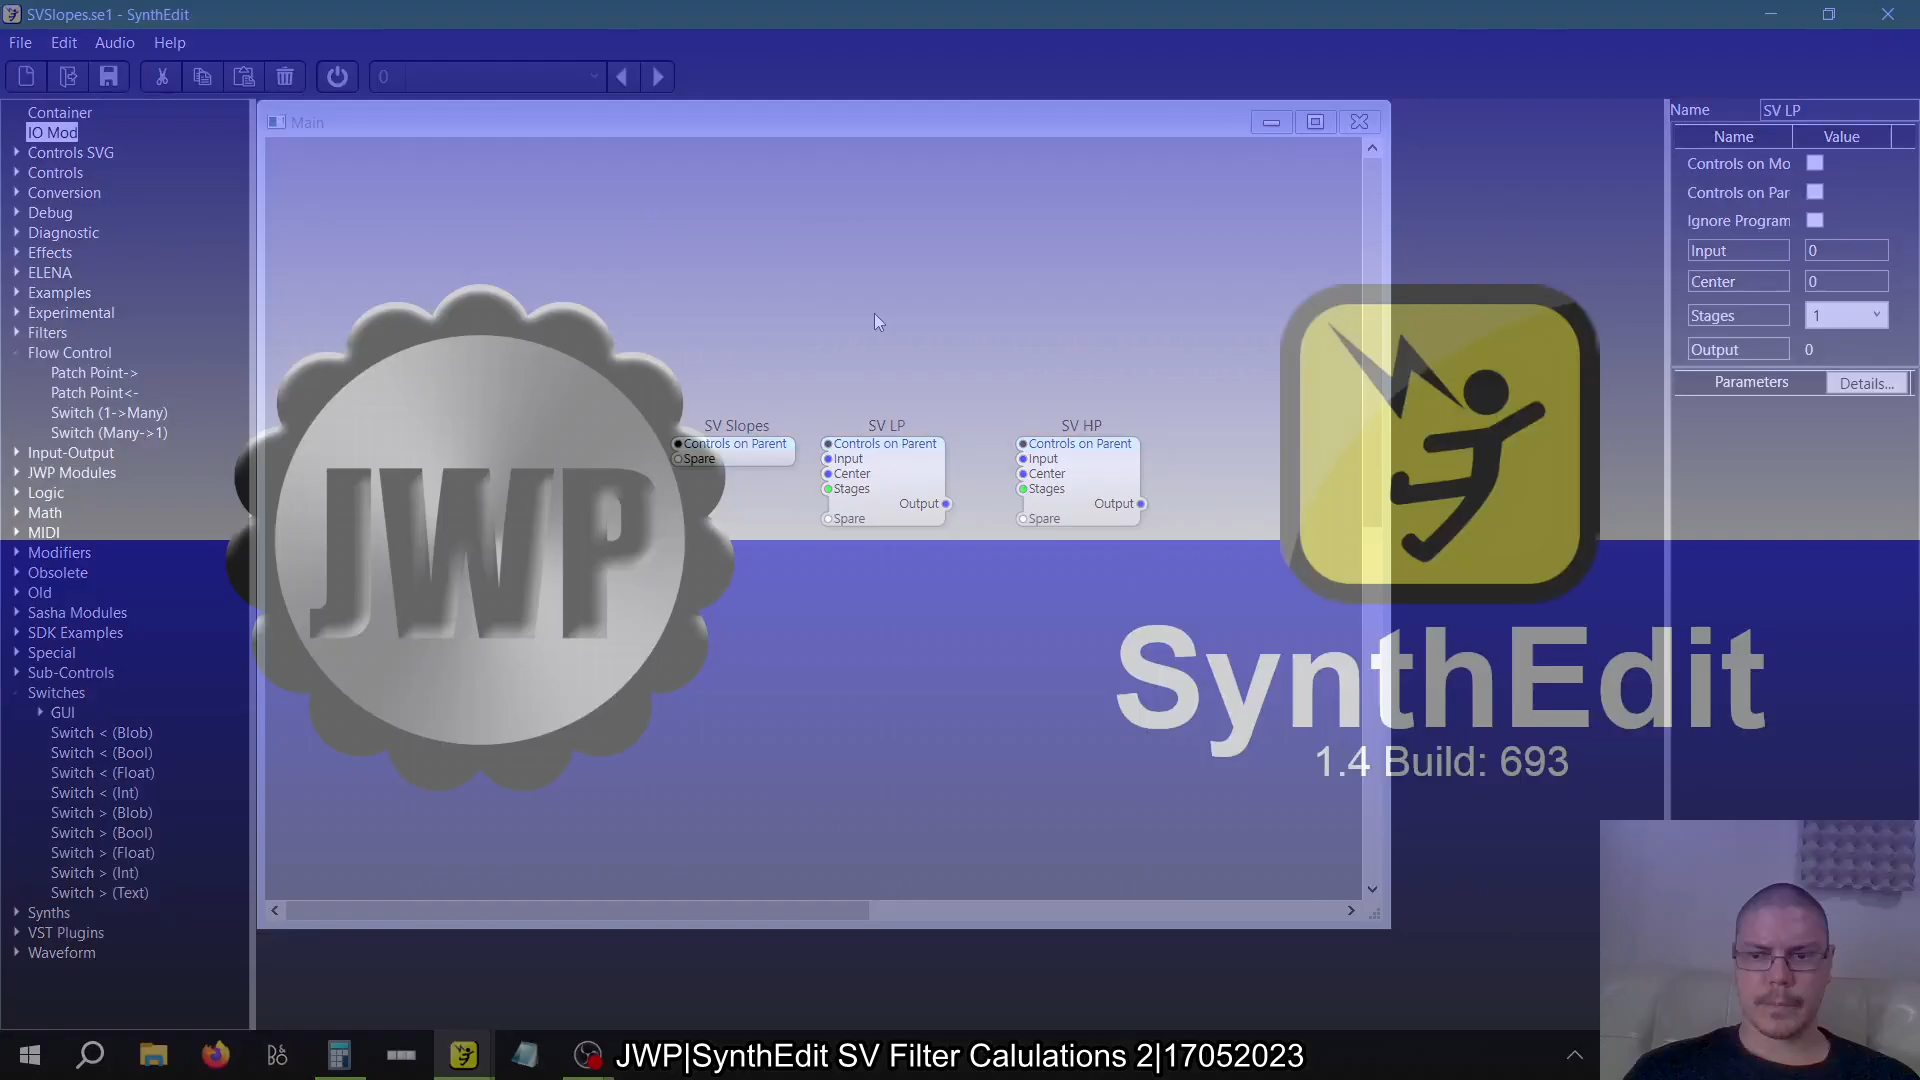 SVSlopes.se1 - SynthEdit
File Edit Audio Help
0
Container
IO Mod
Controls SVG
Controls
Conversion
Debug
Diagnostic
Effects
ELENA
Examples
Experimental
Filters
Flow Control
Patch Point->
Patch Point<-
Switch (1->Many)
Switch (Many->1)
Input-Output
JWP Modules
Logic
Math
MIDI
Modifiers
Obsolete
Old
Sasha Modules
SDK Examples
Special
Sub-Controls
Switches
GUI
Switch < (Blob)
Switch < (Bool)
Switch < (Float)
Switch < (Int)
Switch > (Blob)
Switch > (Bool)
Switch > (Float)
Switch > (Int)
Switch > (Text)
Synths
VST Plugins
Waveform
Main
SV Slopes
Controls on Parent
Spare
SV LP
Controls on Parent
Input
Center
Stages
Output
Spare
SV HP
Controls on Parent
Input
Center
Stages
Output
Spare
JWP
SynthEdit
1.4 Build: 693
Name SV LP
Name Value
Controls on Mo
Controls on Par
Ignore Program
Input 0
Center 0
Stages 1
Output 0
Parameters Details...
JWP|SynthEdit SV Filter Calulations 2|17052023